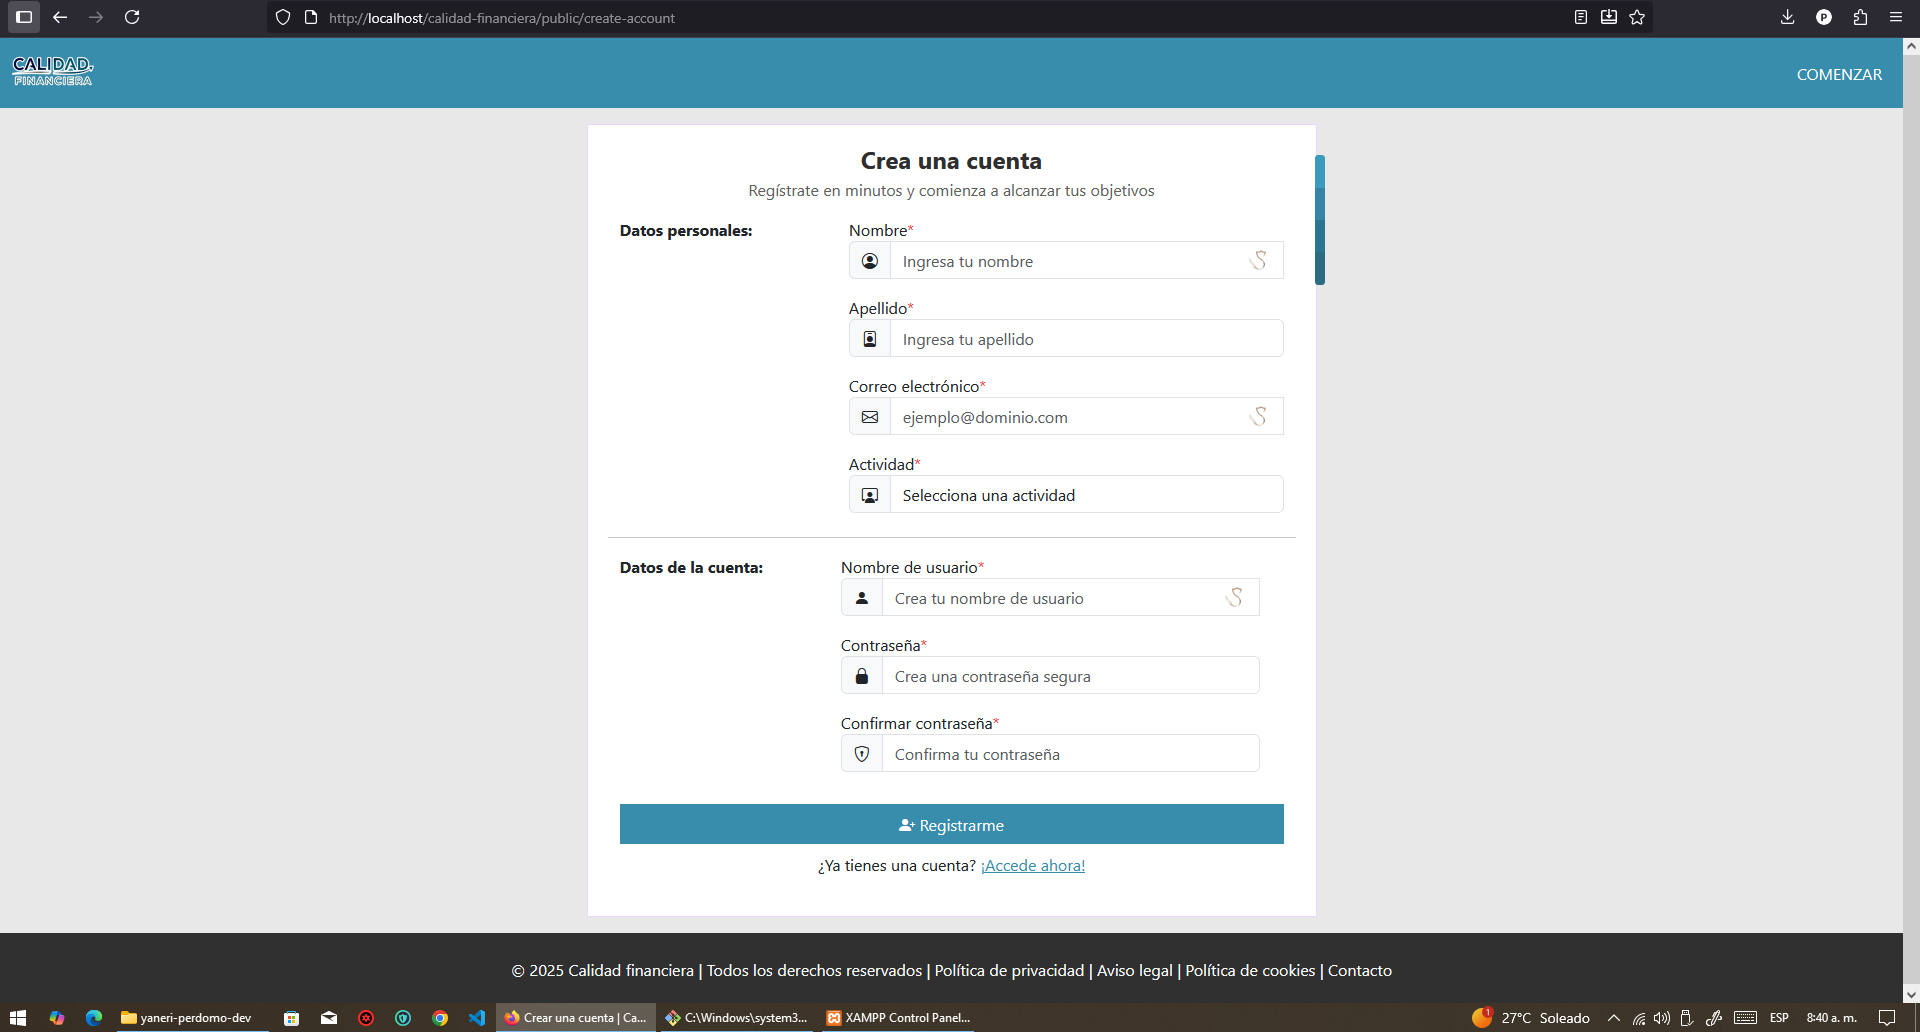 http://localhost/calidad-financiera/public/create-account
P
CALIDAD
FINANCIERA
COMENZAR
Crea una cuenta
Regístrate en minutos y comienza a alcanzar tus objetivos
Datos personales:
Nombre*
Ingresa tu nombre
Apellido*
Ingresa tu apellido
Correo electrónico*
ejemplo@dominio.com
Actividad*
Selecciona una actividad
Datos de la cuenta:
Nombre de usuario*
Crea tu nombre de usuario
Contraseña*
Crea una contraseña segura
Confirmar contraseña*
Confirma tu contraseña
Registrarme
¿Ya tienes una cuenta? ¡Accede ahora!
© 2025 Calidad financiera | Todos los derechos reservados | Política de privacidad | Aviso legal | Política de cookies | Contacto
yaneri-perdomo-dev
Crear una cuenta | Ca...
C:\Windows\system3...
XAMPP Control Panel...
1
27°C Soleado
ESP
8:40 a. m.